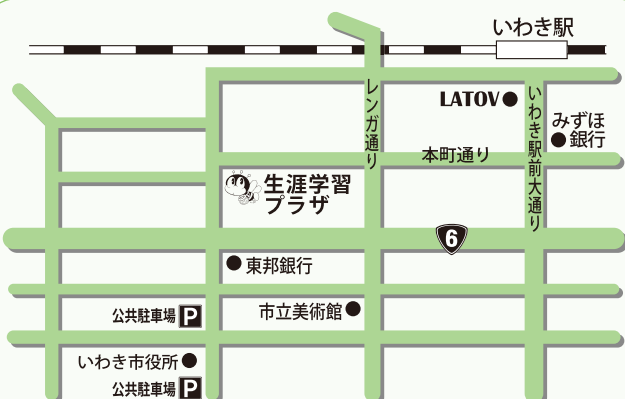 いわき駅
LATOV
レンガ通り
いわき駅前大通り
みずほ
銀行
本町通り
生涯学習
プラザ
6
東邦銀行
公共駐車場 P
市立美術館
いわき市役所
公共駐車場 P